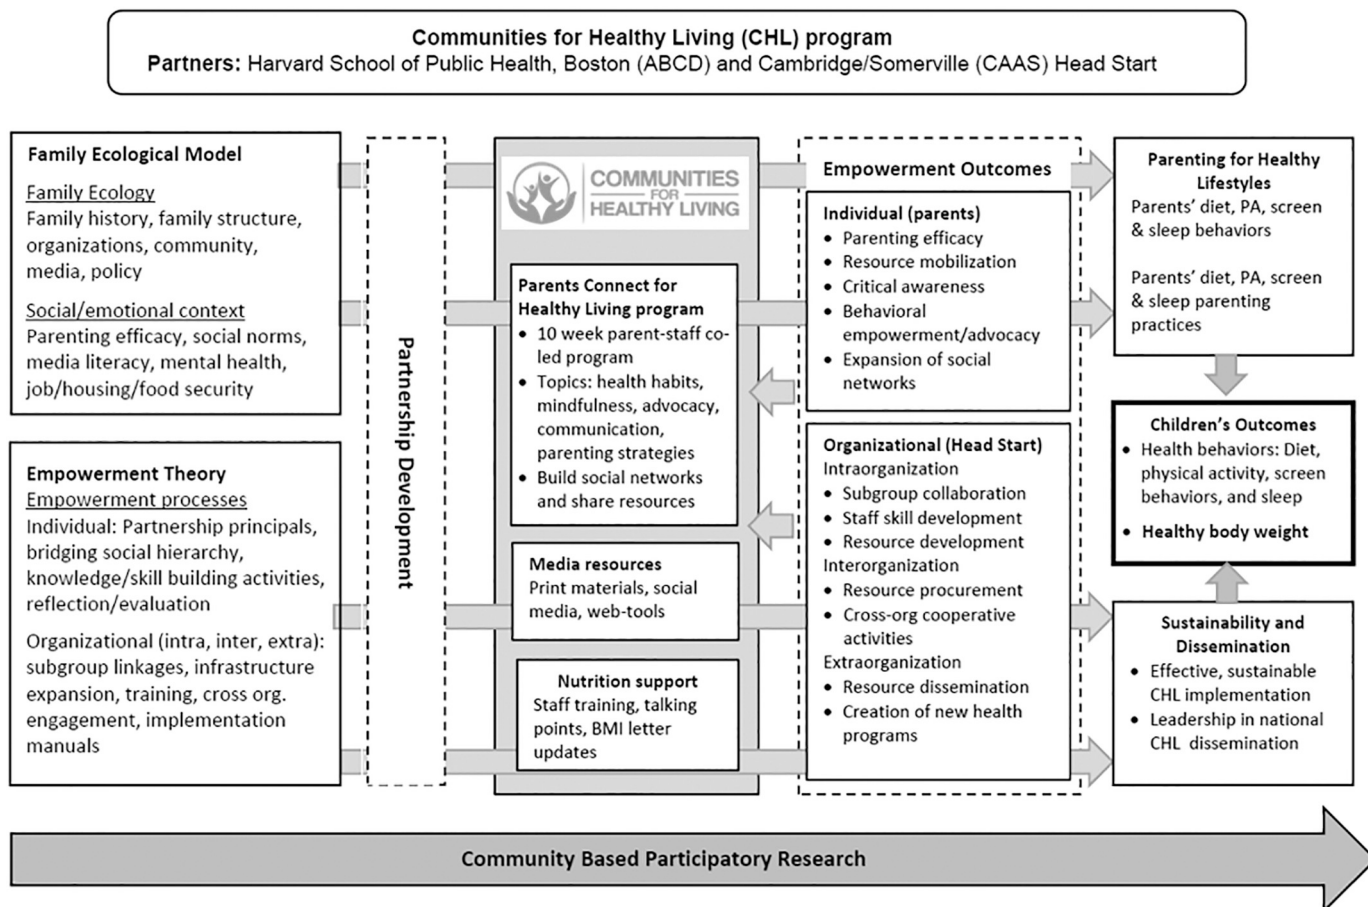 Communities for Healthy Living (CHL) program
Partners: Harvard School of Public Health, Boston (ABCD) and Cambridge/Somerville (CAAS) Head Start
Family Ecological Model
Family Ecology
Family history, family structure,
organizations, community,
media, policy
Social/emotional context
Parenting efficacy, social norms,
media literacy, mental health,
job/housing/food security
Empowerment Theory
Empowerment processes
Individual: Partnership principals,
bridging social hierarchy,
knowledge/skill building activities,
reflection/evaluation
Organizational (intra, inter, extra):
subgroup linkages, infrastructure
expansion, training, cross org.
engagement, implementation
manuals
Partnership Development
COMMUNITIES
FOR
HEALTHY LIVING
Parents Connect for
Healthy Living program
• 10 week parent-staff co-
led program
• Topics: health habits,
mindfulness, advocacy,
communication,
parenting strategies
• Build social networks
and share resources
Media resources
Print materials, social
media, web-tools
Nutrition support
Staff training, talking
points, BMI letter
updates
Empowerment Outcomes
Individual (parents)
• Parenting efficacy
• Resource mobilization
• Critical awareness
• Behavioral
empowerment/advocacy
• Expansion of social
networks
Organizational (Head Start)
Intraorganization
• Subgroup collaboration
• Staff skill development
• Resource development
Interorganization
• Resource procurement
• Cross-org cooperative
activities
Extraorganization
• Resource dissemination
• Creation of new health
programs
Parenting for Healthy
Lifestyles
Parents' diet, PA, screen
& sleep behaviors
Parents' diet, PA, screen
& sleep parenting
practices
Children's Outcomes
• Health behaviors: Diet,
physical activity, screen
behaviors, and sleep
• Healthy body weight
Sustainability and
Dissemination
• Effective, sustainable
CHL implementation
• Leadership in national
CHL dissemination
Community Based Participatory Research